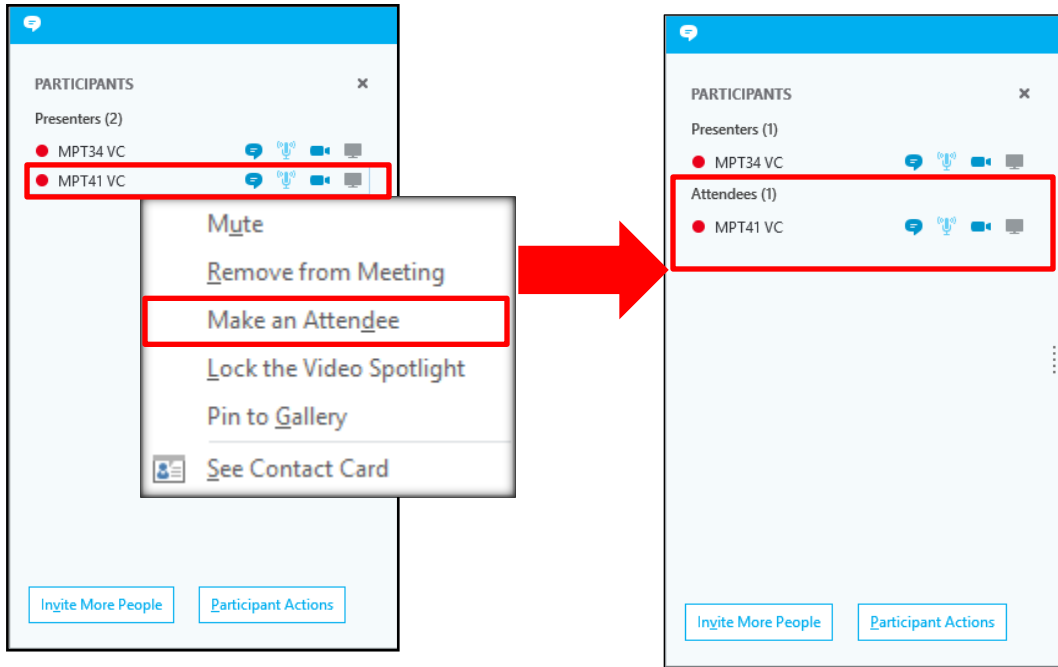 PARTICIPANTS
Presenters (2)
MPT34 VC
MPT41 VC
Mute
Remove from Meeting
Make an Attendee
Lock the Video Spotlight
Pin to Gallery
See Contact Card
Invite More People Participant Actions
PARTICIPANTS
Presenters (1)
MPT34 VC
Attendees (1)
MPT41 VC
Invite More People Participant Actions